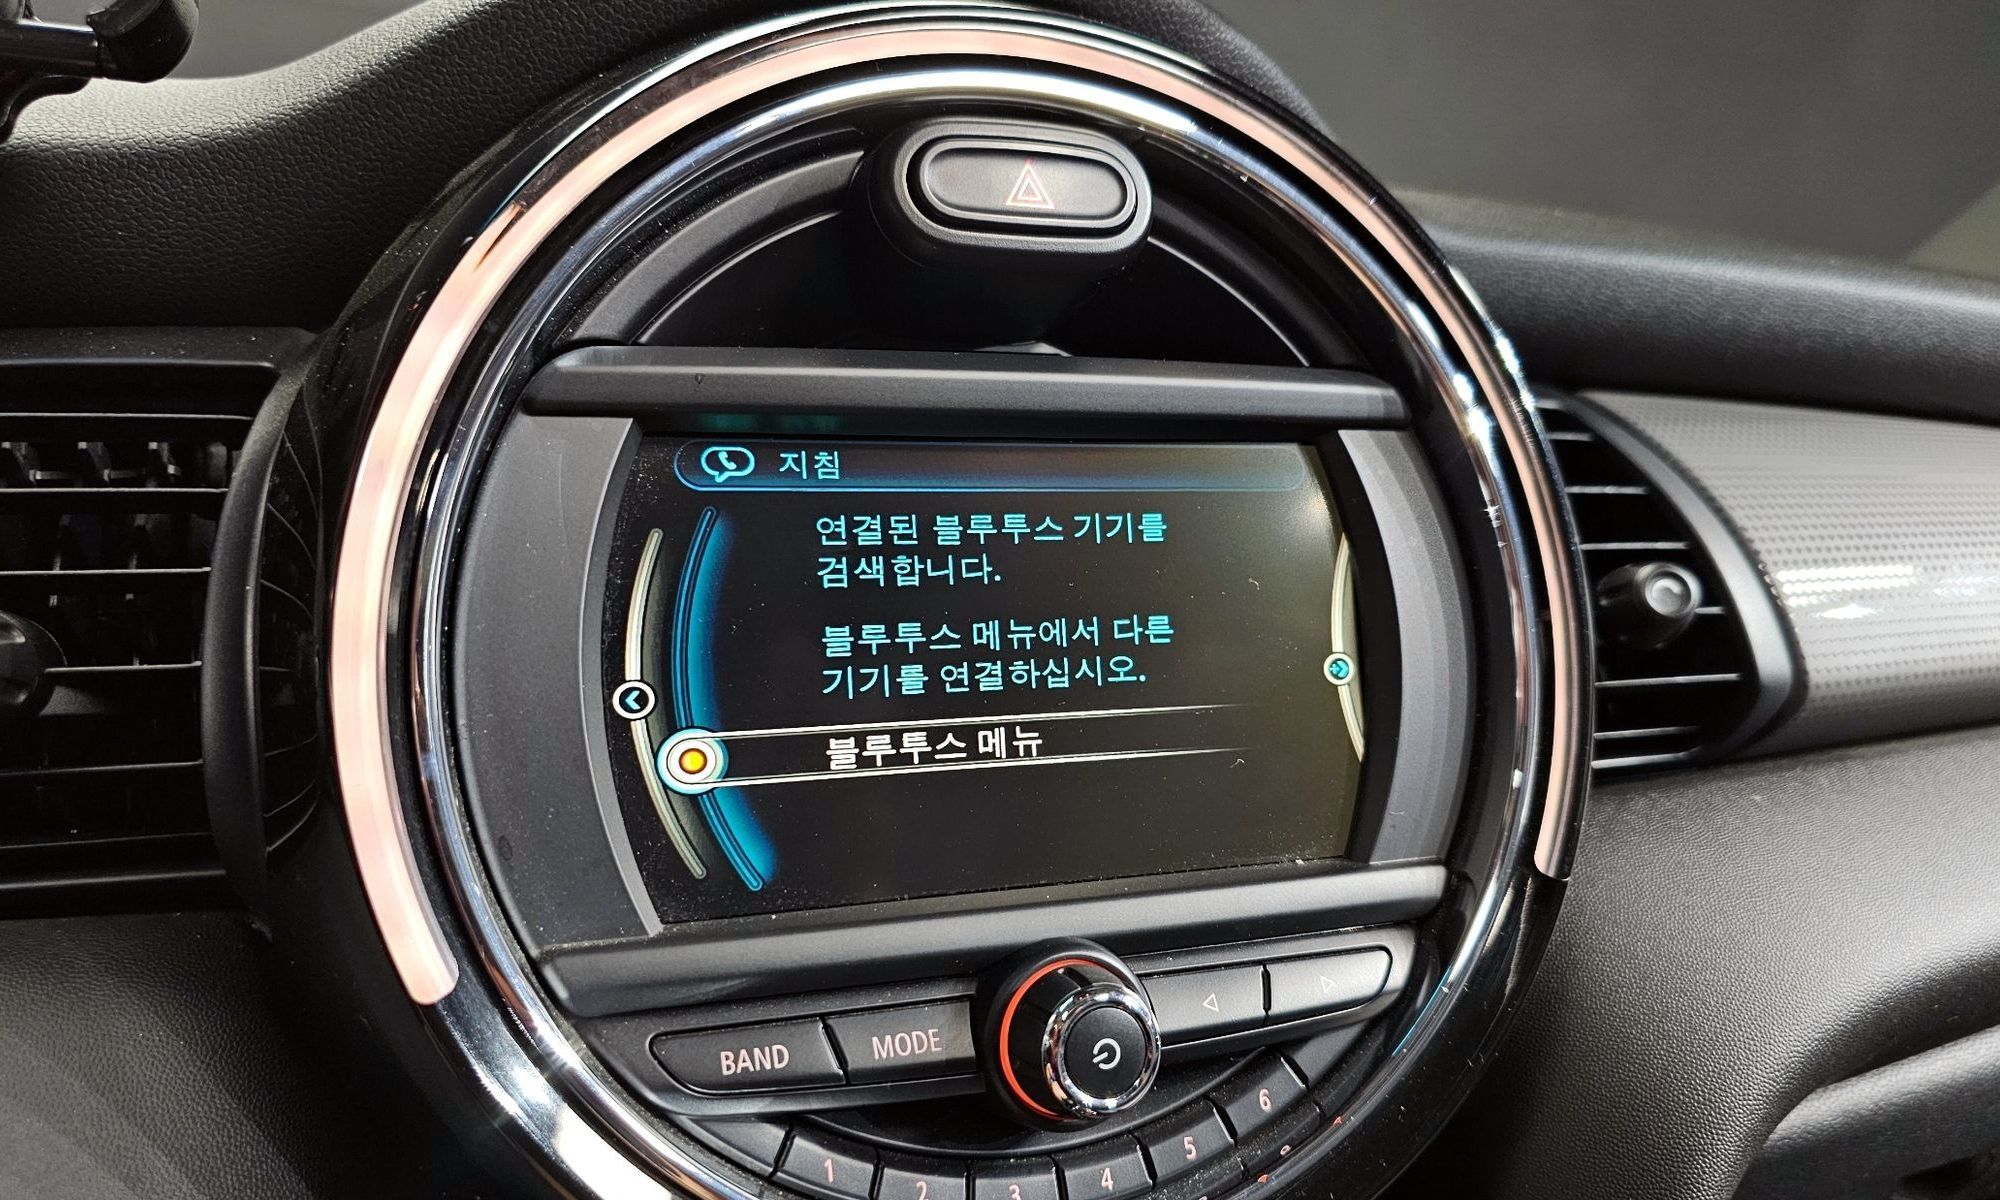 지침
연결된 블루투스 기기를
검색합니다.
블루투스 메뉴에서 다른
기기를 연결하십시오.
블루투스 메뉴
BAND
MODE
1
2
3
4
5
6